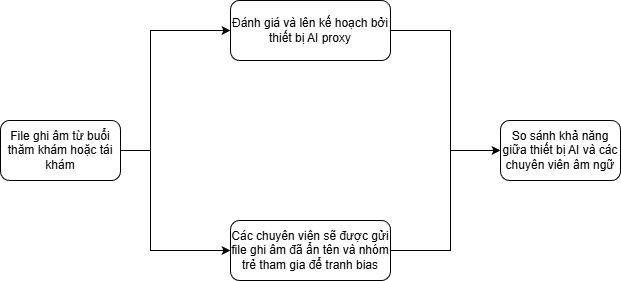 Đánh giá và lên kế hoạch bởi
thiết bị AI proxy
File ghi âm từ buổi
thăm khám hoặc tái
khám
So sánh khả năng
giữa thiết bị AI và các
chuyên viên âm ngữ
Các chuyên viên sẽ được gửi
file ghi âm đã ẩn tên và nhóm
trẻ tham gia để tranh bias